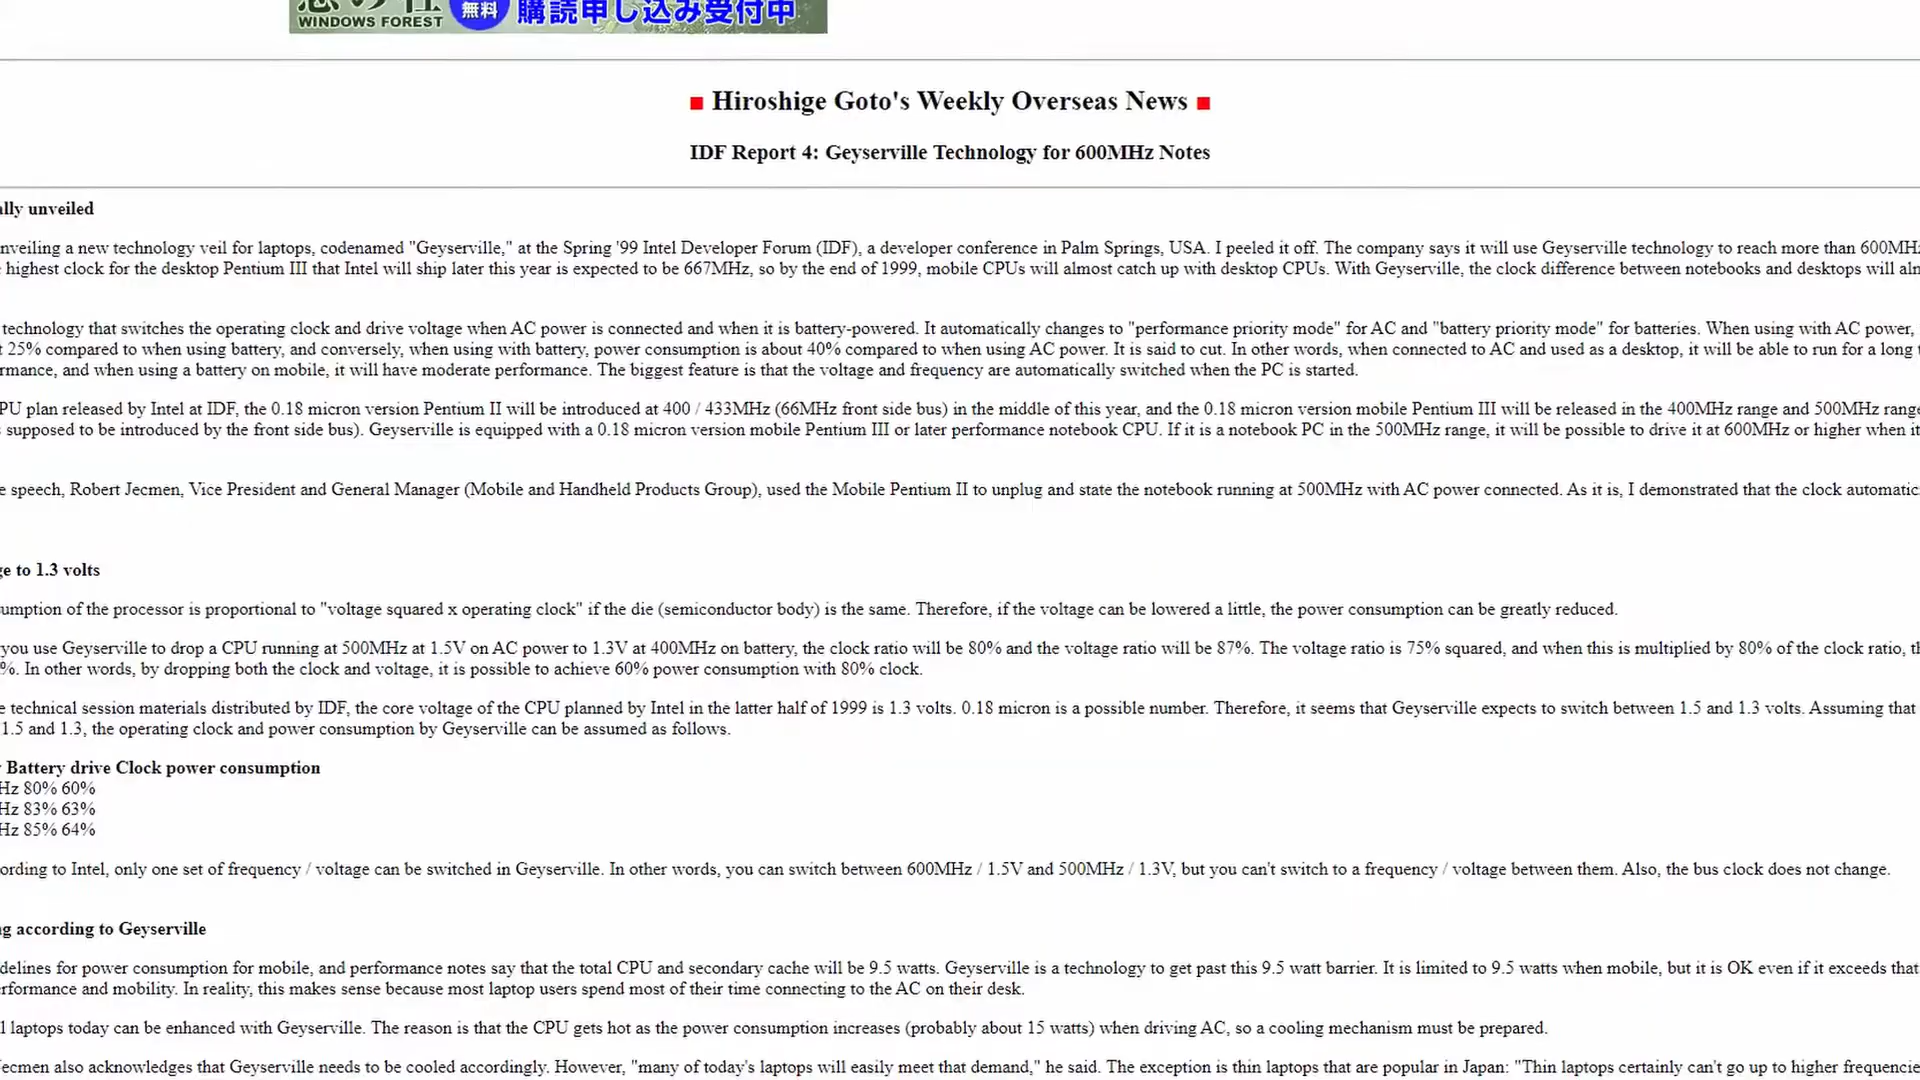 WINDOWS FOREST 無料 購読申し込み受付中
■ Hiroshige Goto's Weekly Overseas News ■
IDF Report 4: Geyserville Technology for 600MHz Notes
ally unveiled
nveiling a new technology veil for laptops, codenamed "Geyserville," at the Spring '99 Intel Developer Forum (IDF), a developer conference in Palm Springs, USA. I peeled it off. The company says it will use Geyserville technology to reach more than 600MHz
highest clock for the desktop Pentium III that Intel will ship later this year is expected to be 667MHz, so by the end of 1999, mobile CPUs will almost catch up with desktop CPUs. With Geyserville, the clock difference between notebooks and desktops will alm
technology that switches the operating clock and drive voltage when AC power is connected and when it is battery-powered. It automatically changes to "performance priority mode" for AC and "battery priority mode" for batteries. When using with AC power,
t 25% compared to when using battery, and conversely, when using with battery, power consumption is about 40% compared to when using AC power. It is said to cut. In other words, when connected to AC and used as a desktop, it will be able to run for a long t
rmance, and when using a battery on mobile, it will have moderate performance. The biggest feature is that the voltage and frequency are automatically switched when the PC is started.
PU plan released by Intel at IDF, the 0.18 micron version Pentium II will be introduced at 400 / 433MHz (66MHz front side bus) in the middle of this year, and the 0.18 micron version mobile Pentium III will be released in the 400MHz range and 500MHz range
supposed to be introduced by the front side bus). Geyserville is equipped with a 0.18 micron version mobile Pentium III or later performance notebook CPU. If it is a notebook PC in the 500MHz range, it will be possible to drive it at 600MHz or higher when it
e speech, Robert Jecmen, Vice President and General Manager (Mobile and Handheld Products Group), used the Mobile Pentium II to unplug and state the notebook running at 500MHz with AC power connected. As it is, I demonstrated that the clock automatic
ge to 1.3 volts
umption of the processor is proportional to "voltage squared x operating clock" if the die (semiconductor body) is the same. Therefore, if the voltage can be lowered a little, the power consumption can be greatly reduced.
you use Geyserville to drop a CPU running at 500MHz at 1.5V on AC power to 1.3V at 400MHz on battery, the clock ratio will be 80% and the voltage ratio will be 87%. The voltage ratio is 75% squared, and when this is multiplied by 80% of the clock ratio, th
%. In other words, by dropping both the clock and voltage, it is possible to achieve 60% power consumption with 80% clock.
e technical session materials distributed by IDF, the core voltage of the CPU planned by Intel in the latter half of 1999 is 1.3 volts. 0.18 micron is a possible number. Therefore, it seems that Geyserville expects to switch between 1.5 and 1.3 volts. Assuming that
1.5 and 1.3, the operating clock and power consumption by Geyserville can be assumed as follows.
Battery drive Clock power consumption
Hz 80% 60%
Hz 83% 63%
Hz 85% 64%
ording to Intel, only one set of frequency / voltage can be switched in Geyserville. In other words, you can switch between 600MHz / 1.5V and 500MHz / 1.3V, but you can't switch to a frequency / voltage between them. Also, the bus clock does not change.
ng according to Geyserville
delines for power consumption for mobile, and performance notes say that the total CPU and secondary cache will be 9.5 watts. Geyserville is a technology to get past this 9.5 watt barrier. It is limited to 9.5 watts when mobile, but it is OK even if it exceeds that
rformance and mobility. In reality, this makes sense because most laptop users spend most of their time connecting to the AC on their desk.
l laptops today can be enhanced with Geyserville. The reason is that the CPU gets hot as the power consumption increases (probably about 15 watts) when driving AC, so a cooling mechanism must be prepared.
ecmen also acknowledges that Geyserville needs to be cooled accordingly. However, "many of today's laptops will easily meet that demand," he said. The exception is thin laptops that are popular in Japan: "Thin laptops certainly can't go up to higher frequencie